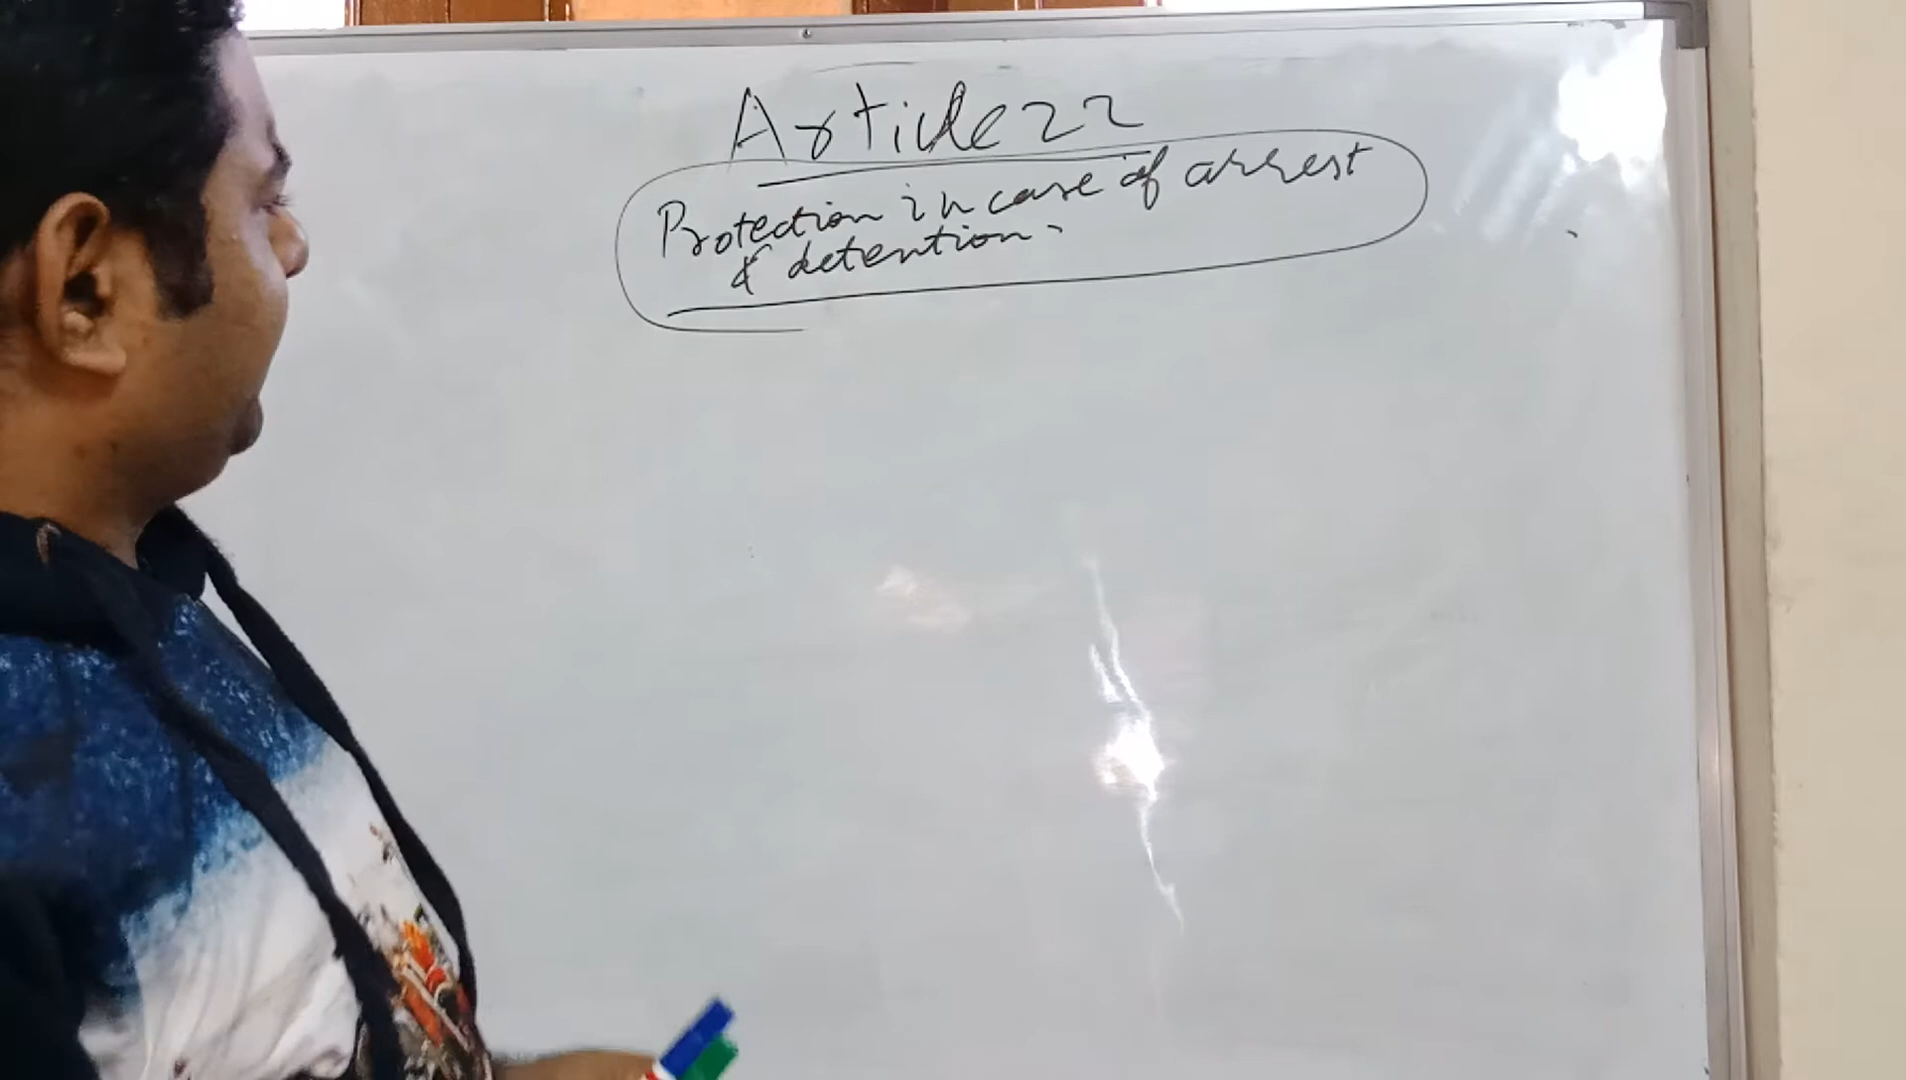 Article 22
Protection in case of arrest
& detention.